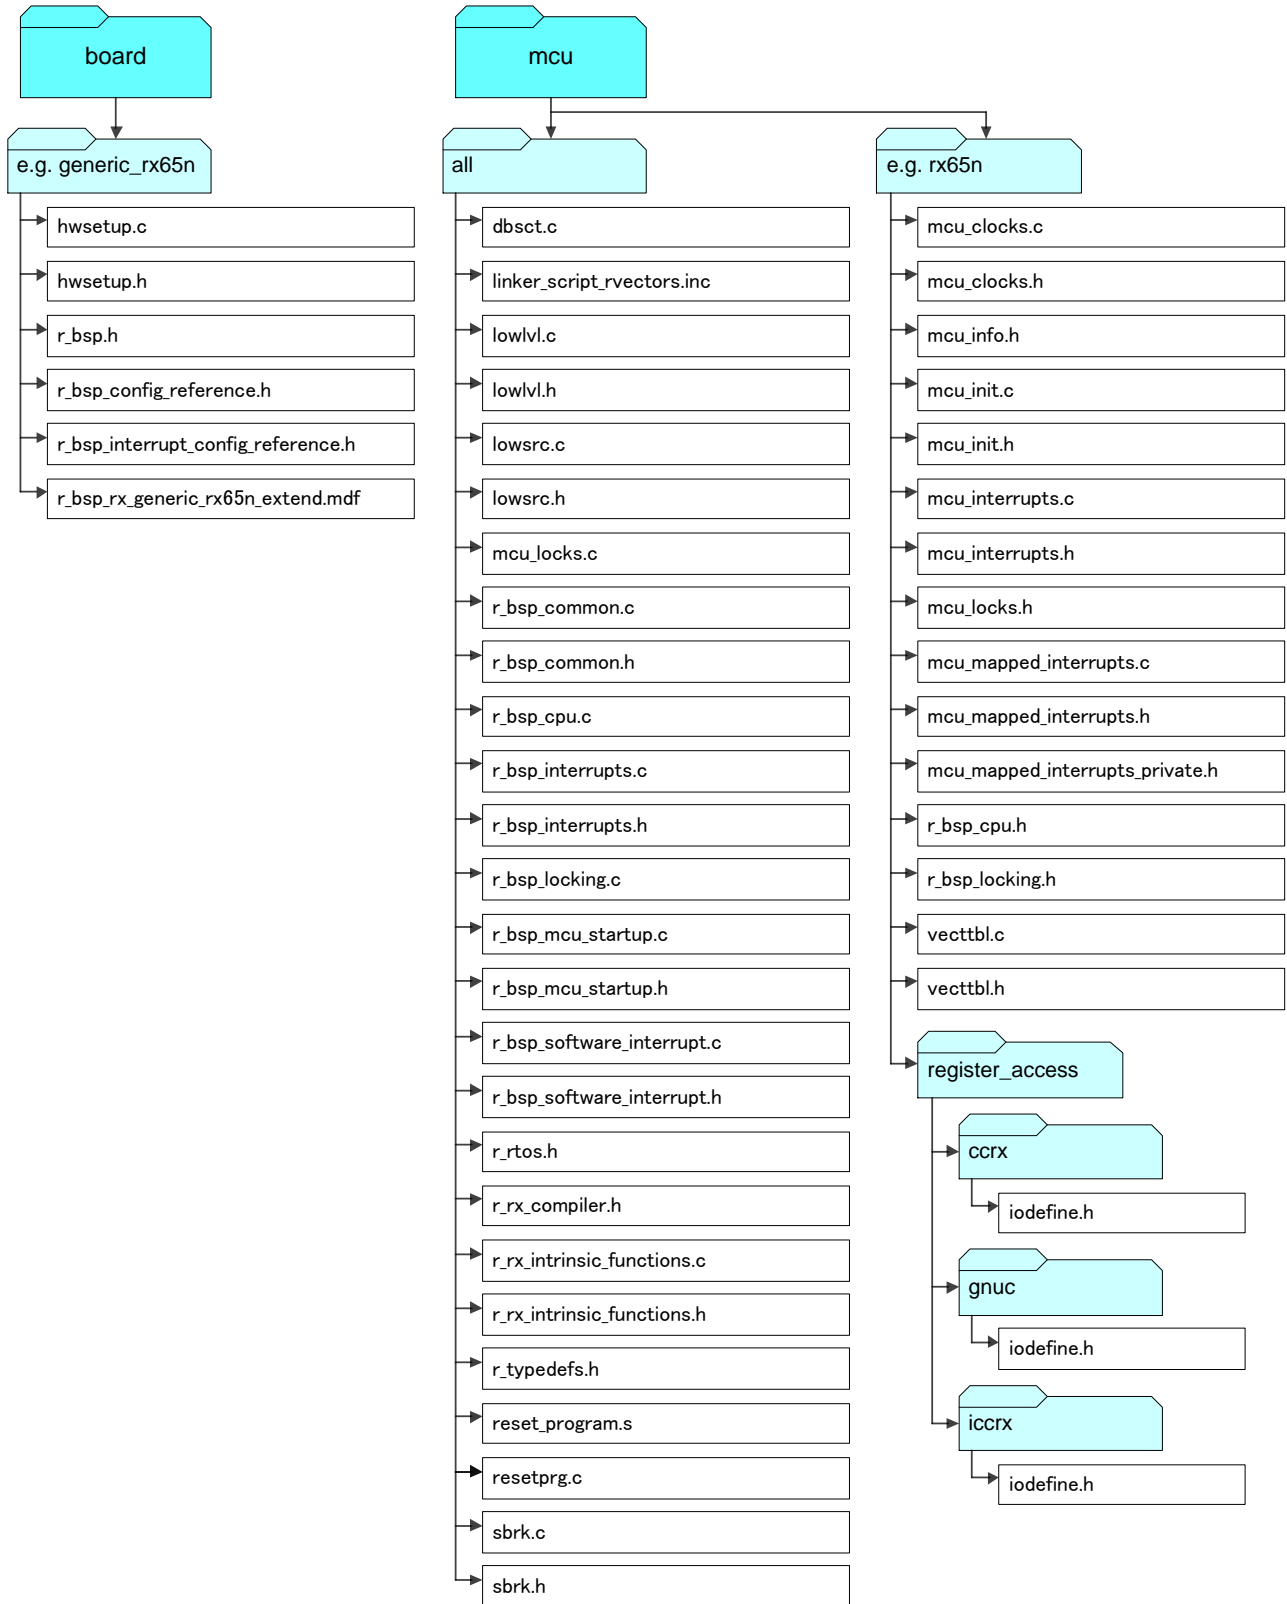 board
e.g. generic_rx65n
hwsetup.c
hwsetup.h
r_bsp.h
r_bsp_config_reference.h
r_bsp_interrupt_config_reference.h
r_bsp_rx_generic_rx65n_extend.mdf
mcu
all
dbsct.c
linker_script_rvectors.inc
lowlvl.c
lowlvl.h
lowsrc.c
lowsrc.h
mcu_locks.c
r_bsp_common.c
r_bsp_common.h
r_bsp_cpu.c
r_bsp_interrupts.c
r_bsp_interrupts.h
r_bsp_locking.c
r_bsp_mcu_startup.c
r_bsp_mcu_startup.h
r_bsp_software_interrupt.c
r_bsp_software_interrupt.h
r_rtos.h
r_rx_compiler.h
r_rx_intrinsic_functions.c
r_rx_intrinsic_functions.h
r_typedefs.h
reset_program.s
resetprg.c
sbrk.c
sbrk.h
e.g. rx65n
mcu_clocks.c
mcu_clocks.h
mcu_info.h
mcu_init.c
mcu_init.h
mcu_interrupts.c
mcu_interrupts.h
mcu_locks.h
mcu_mapped_interrupts.c
mcu_mapped_interrupts.h
mcu_mapped_interrupts_private.h
r_bsp_cpu.h
r_bsp_locking.h
vecttbl.c
vecttbl.h
register_access
ccrx
iodefine.h
gnuc
iodefine.h
iccrx
iodefine.h